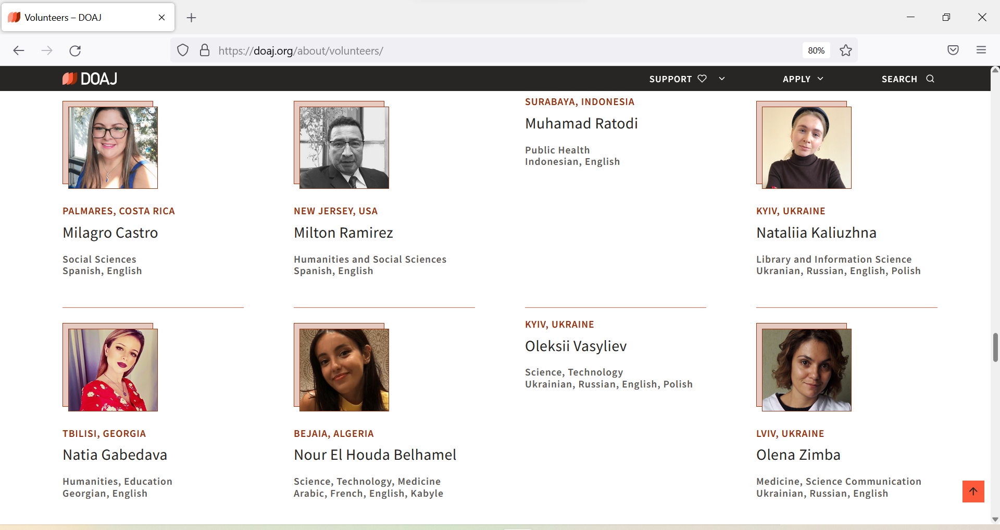 Volunteers – DOAJ
https://doaj.org/about/volunteers/
80%
DOAJ
SUPPORT
APPLY
SEARCH
PALMARES, COSTA RICA
Milagro Castro
Social Sciences
Spanish, English
NEW JERSEY, USA
Milton Ramirez
Humanities and Social Sciences
Spanish, English
SURABAYA, INDONESIA
Muhamad Ratodi
Public Health
Indonesian, English
KYIV, UKRAINE
Nataliia Kaliuzhna
Library and Information Science
Ukranian, Russian, English, Polish
TBILISI, GEORGIA
Natia Gabedava
Humanities, Education
Georgian, English
BEJAIA, ALGERIA
Nour El Houda Belhamel
Science, Technology, Medicine
Arabic, French, English, Kabyle
KYIV, UKRAINE
Oleksii Vasyliev
Science, Technology
Ukrainian, Russian, English, Polish
LVIV, UKRAINE
Olena Zimba
Medicine, Science Communication
Ukrainian, Russian, English